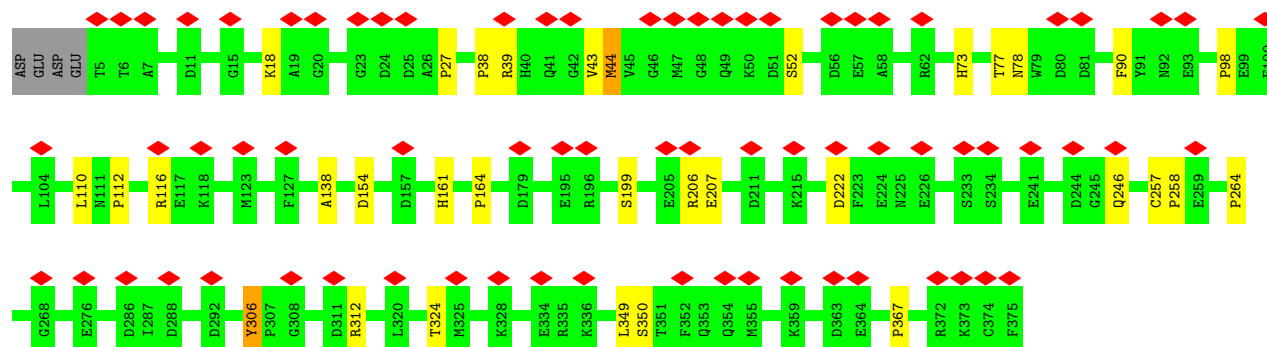 ASP GLU ASP GLU T5 T6 A7 D11 G15 K18 A19 G20 G23 D24 D25 A26 P27 P38 R39 H40 Q41 G42 V43 M44 V45 G46 M47 G48 Q49 K50 D51 S52 D56 E57 A58 R62 H73 T77 N78 W79 D80 D81 F90 Y91 N92 E93 P98 E99
L104 L110 N111 P112 R116 E117 K118 M123 F127 A138 D154 D157 H161 P164 D179 E195 R196 S199 E205 R206 E207 D211 K215 D222 F223 E224 N225 E226 S233 S234 E241 D244 G245 Q246 C257 P258 E259 P264
G268 E276 D286 I287 D288 D292 Y306 P307 G308 D311 R312 L320 T324 M325 K328 E334 R335 K336 L349 S350 T351 F352 Q353 Q354 M355 K359 D363 E364 P367 R372 K373 C374 F375